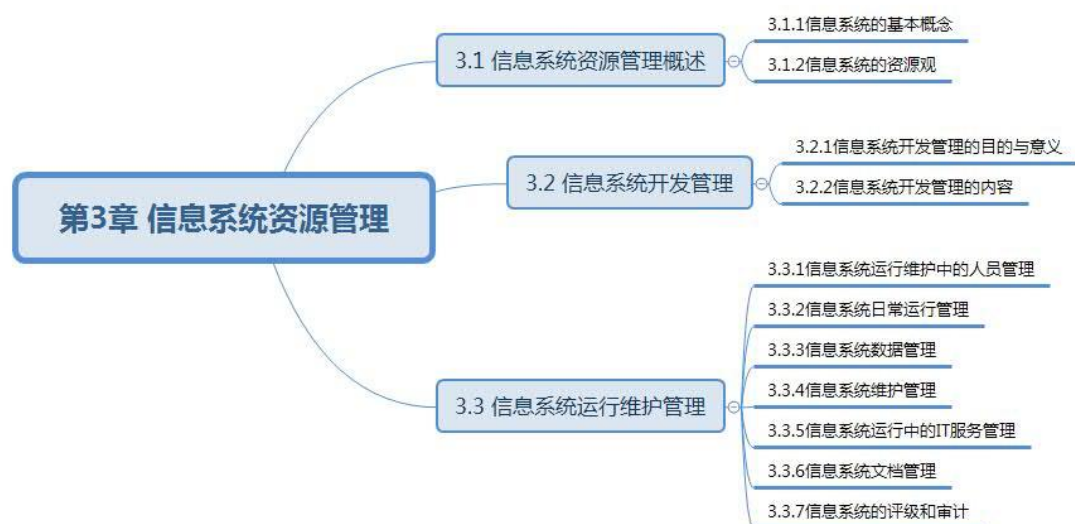 第3章 信息系统资源管理
3.1 信息系统资源管理概述
3.1.1信息系统的基本概念
3.1.2信息系统的资源观
3.2 信息系统开发管理
3.2.1信息系统开发管理的目的与意义
3.2.2信息系统开发管理的内容
3.3 信息系统运行维护管理
3.3.1信息系统运行维护中的人员管理
3.3.2信息系统日常运行管理
3.3.3信息系统数据管理
3.3.4信息系统维护管理
3.3.5信息系统运行中的IT服务管理
3.3.6信息系统文档管理
3.3.7信息系统的评级和审计